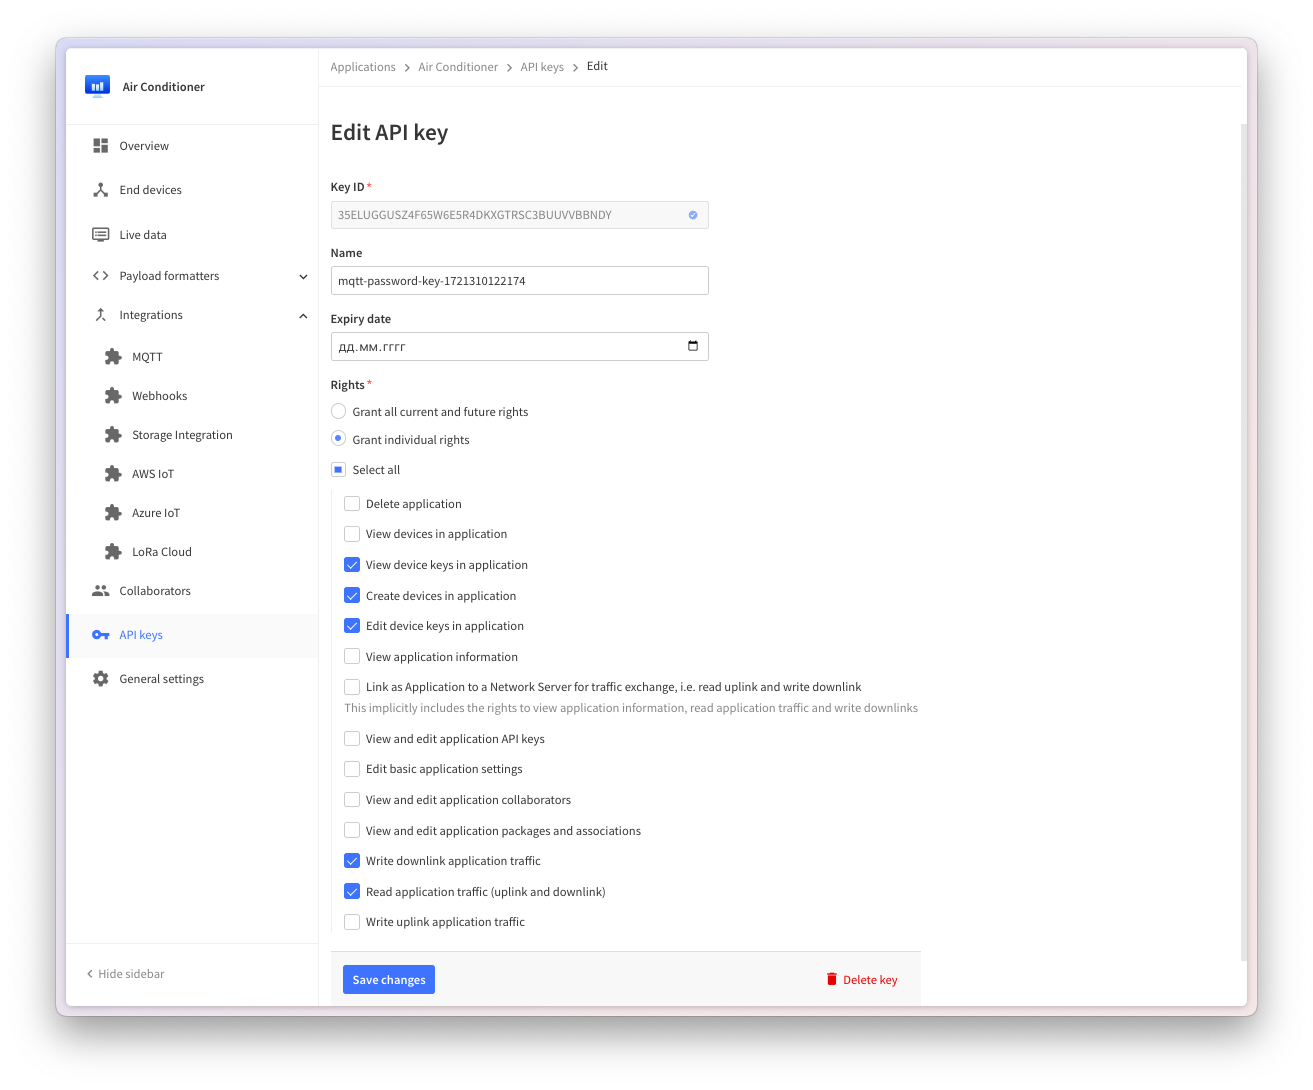 Air Conditioner
Overview
End devices
Live data
Payload formatters
Integrations
MQTT
Webhooks
Storage Integration
AWS IoT
Azure IoT
LoRa Cloud
Collaborators
API keys
General settings
Hide sidebar
Applications > Air Conditioner > API keys > Edit
Edit API key
Key ID *
35ELUGGUSZ4F65W6E5R4DKXGTRSC3BUUVVBBNDY
Name
mqtt-password-key-1721310122174
Expiry date
дд.мм.гггг
Rights *
Grant all current and future rights
Grant individual rights
Select all
Delete application
View devices in application
View device keys in application
Create devices in application
Edit device keys in application
View application information
Link as Application to a Network Server for traffic exchange, i.e. read uplink and write downlink
This implicitly includes the rights to view application information, read application traffic and write downlinks
View and edit application API keys
Edit basic application settings
View and edit application collaborators
View and edit application packages and associations
Write downlink application traffic
Read application traffic (uplink and downlink)
Write uplink application traffic
Save changes
Delete key